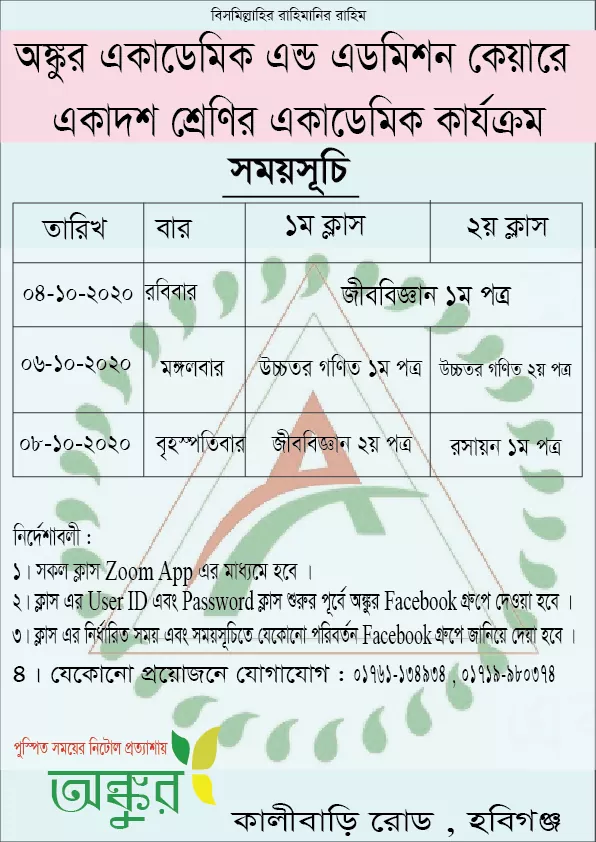 বিসমিল্লাহির রাহিমানির রাহিম
অঙ্কুর একাডেমিক এন্ড এডমিশন কেয়ারে
একাদশ শ্রেণির একাডেমিক কার্যক্রম
সময়সূচি
তারিখ বার ১ম ক্লাস ২য় ক্লাস
০৪-১০-২০২০ রবিবার জীববিজ্ঞান ১ম পত্র
০৬-১০-২০২০ মঙ্গলবার উচ্চতর গণিত ১ম পত্র উচ্চতর গণিত ২য় পত্র
০৮-১০-২০২০ বৃহস্পতিবার জীববিজ্ঞান ২য় পত্র রসায়ন ১ম পত্র
নির্দেশাবলী :
১। সকল ক্লাস Zoom App এর মাধ্যমে হবে ।
২। ক্লাস এর User ID এবং Password ক্লাস শুরুর পূর্বে অঙ্কুর Facebook গ্রুপে দেওয়া হবে ।
৩। ক্লাস এর নির্ধারিত সময় এবং সময়সূচিতে যেকোনো পরিবর্তন Facebook গ্রুপে জানিয়ে দেয়া হবে ।
৪। যেকোনো প্রয়োজনে যোগাযোগ : ০১৭৬১-১৩৪৯৩৪ , ০১৭১৯-৯৮০৩৭৪
পুস্পিত সময়ের নিটোল প্রত্যাশায়
অঙ্কুর
কালীবাড়ি রোড , হবিগঞ্জ